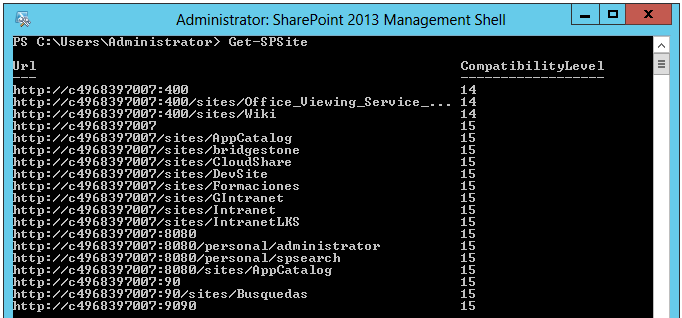 Administrator: SharePoint 2013 Management Shell
PS C:\Users\Administrator> Get-SPSite
Url CompatibilityLevel
--- ------------------
http://c4968397007:400 14
http://c4968397007:400/sites/Office_Viewing_Service_... 14
http://c4968397007:400/sites/Wiki 14
http://c4968397007 15
http://c4968397007/sites/AppCatalog 15
http://c4968397007/sites/bridgestone 15
http://c4968397007/sites/CloudShare 15
http://c4968397007/sites/DevSite 15
http://c4968397007/sites/Formaciones 15
http://c4968397007/sites/GIntranet 15
http://c4968397007/sites/Intranet 15
http://c4968397007/sites/IntranetLKS 15
http://c4968397007:8080 15
http://c4968397007:8080/personal/administrator 15
http://c4968397007:8080/personal/spsearch 15
http://c4968397007:8080/sites/AppCatalog 15
http://c4968397007:90 15
http://c4968397007:90/sites/Busquedas 15
http://c4968397007:9090 15